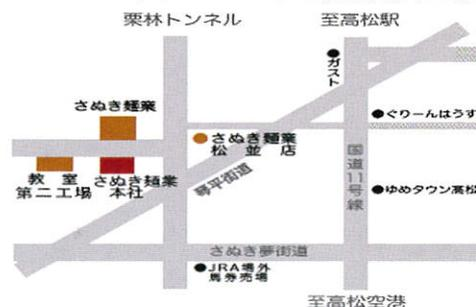 栗林トンネル
至高松駅
ガスト
さぬき麺業
ぐりーんはうす
さぬき麺業
松並店
教室
第二工場
さぬき麺業
本社
琴平街道
国道11号線
ゆめタウン高松
さぬき夢街道
JRA場外
馬券売場
至高松空港